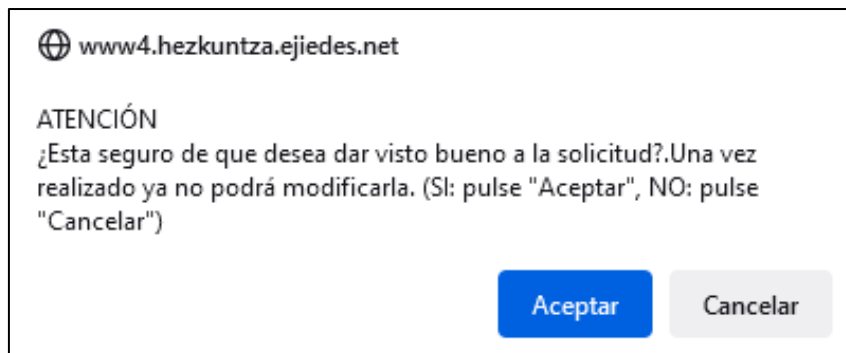 www4.hezkuntza.ejiedes.net
ATENCIÓN
¿Esta seguro de que desea dar visto bueno a la solicitud?.Una vez
realizado ya no podrá modificarla. (SI: pulse "Aceptar", NO: pulse
"Cancelar")
Aceptar Cancelar